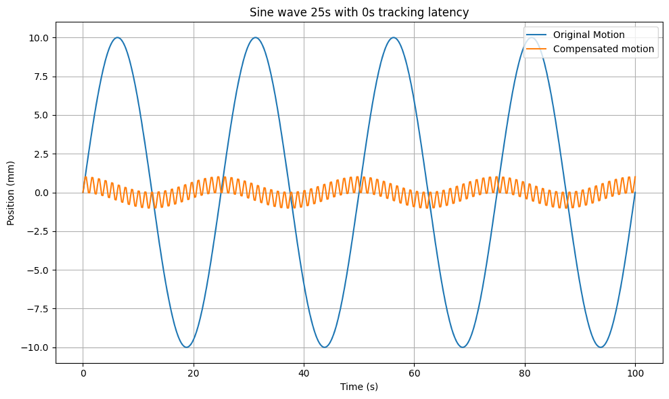 Sine wave 25s with 0s tracking latency
Original Motion
Compensated motion
10.0
7.5
5.0
2.5
0.0
−2.5
−5.0
−7.5
−10.0
Position (mm)
0 20 40 60 80 100
Time (s)